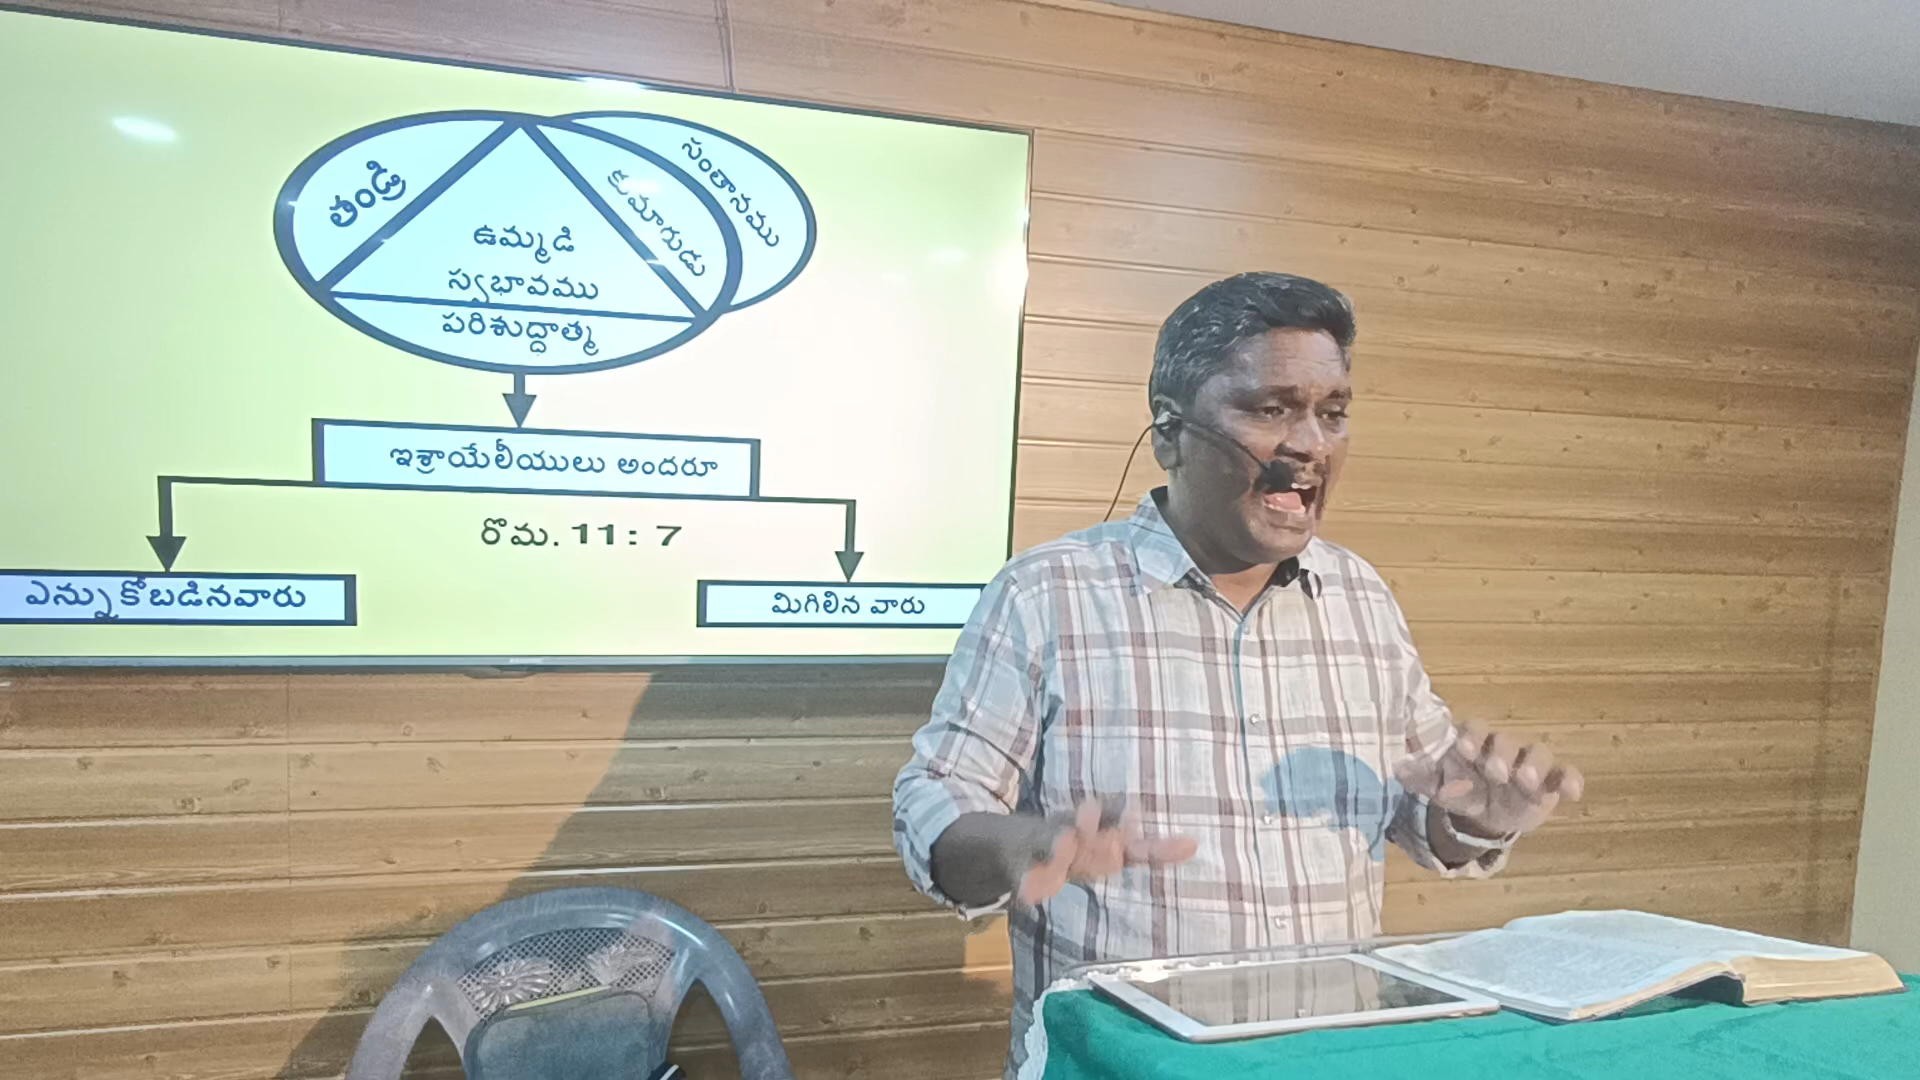 తండ్రి
కుమారుడు
సంతానము
ఉమ్మడి
స్వభావము
పరిశుద్ధాత్మ
ఇశ్రాయేలీయులు అందరూ
రోమ. 11: 7
ఎన్నుకోబడినవారు
మిగిలిన వారు